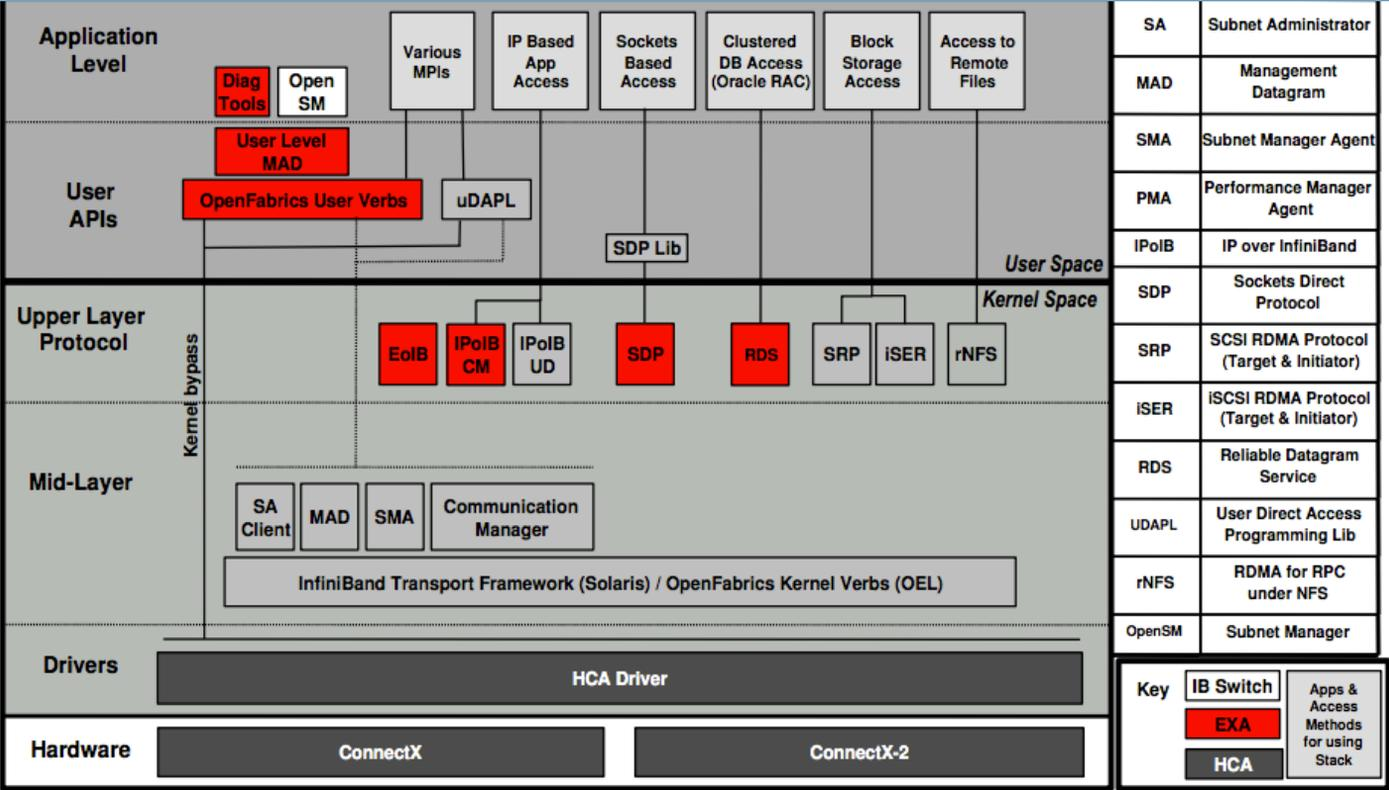 Application
Level
Diag
Tools
Open
SM
Various
MPIs
IP Based
App
Access
Sockets
Based
Access
Clustered
DB Access
(Oracle RAC)
Block
Storage
Access
Access to
Remote
Files
User
APIs
User Level
MAD
OpenFabrics User Verbs
uDAPL
SDP Lib
User Space
Kernel Space
Upper Layer
Protocol
Kernel bypass
EoIB
IPoIB
CM
IPoIB
UD
SDP
RDS
SRP
iSER
rNFS
Mid-Layer
SA
Client
MAD
SMA
Communication
Manager
InfiniBand Transport Framework (Solaris) / OpenFabrics Kernel Verbs (OEL)
Drivers
HCA Driver
Hardware
ConnectX
ConnectX-2
SA
Subnet Administrator
MAD
Management
Datagram
SMA
Subnet Manager Agent
PMA
Performance Manager
Agent
IPoIB
IP over InfiniBand
SDP
Sockets Direct
Protocol
SRP
SCSI RDMA Protocol
(Target & Initiator)
iSER
iSCSI RDMA Protocol
(Target & Initiator)
RDS
Reliable Datagram
Service
UDAPL
User Direct Access
Programming Lib
rNFS
RDMA for RPC
under NFS
OpenSM
Subnet Manager
Key
IB Switch
EXA
HCA
Apps &
Access
Methods
for using
Stack